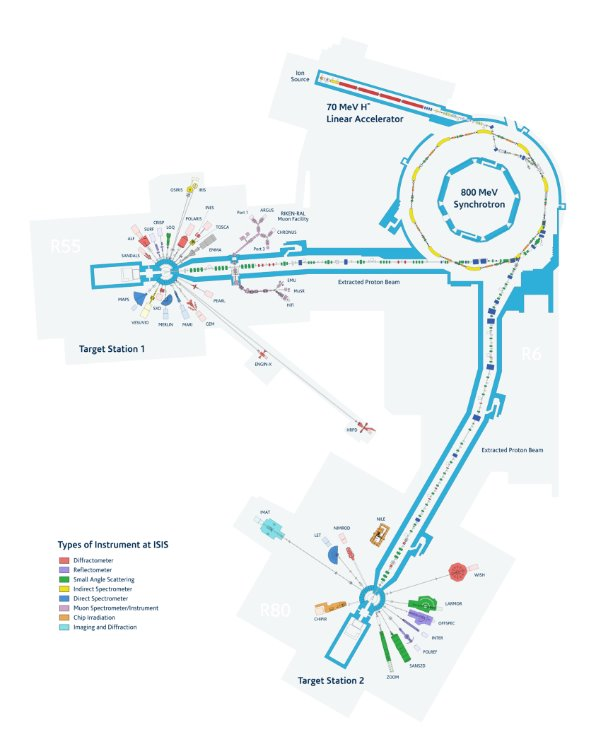 Ion
Source
70 MeV H⁻
Linear Accelerator
800 MeV
Synchrotron
OSIRIS
IRIS
INES
POLARIS
TOSCA
CRISP
SURF
LOQ
ALF
SANDALS
EMMA
Port 1
ARGUS
RIKEN-RAL
Muon Facility
CHRONUS
Port 3
R55
Extracted Proton Beam
EMU
MuSR
HiFi
MAPS
VESUVIO
SXD
MERLIN
MARI
GEM
PEARL
Target Station 1
ENGIN-X
ARPD
R6
Extracted Proton Beam
IMAT
LET
NIMROD
NILE
WISH
LARMOR
OFFSPEC
INTER
POLREF
SANS2D
ZOOM
CHIPIR
R80
Target Station 2
Types of Instrument at ISIS
Diffractometer
Reflectometer
Small Angle Scattering
Indirect Spectrometer
Direct Spectrometer
Muon Spectrometer/Instrument
Chip Irradiation
Imaging and Diffraction